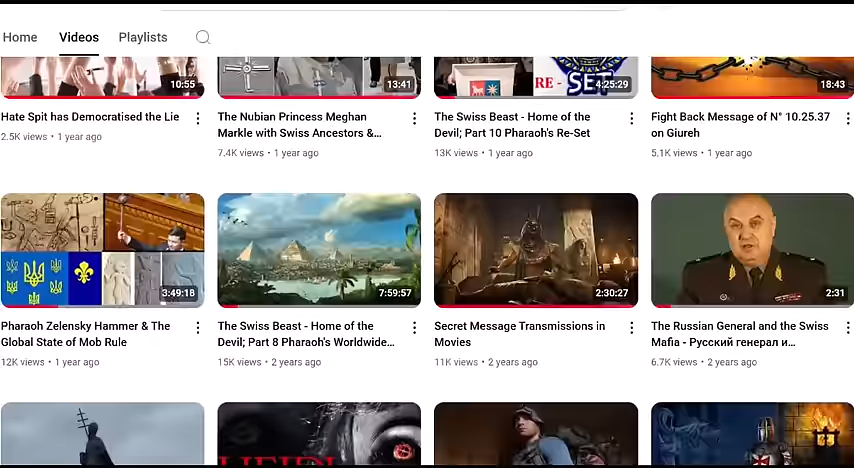 Home Videos Playlists
10:55
13:41
RE - SET
4:25:29
18:43
Hate Spit has Democratised the Lie
2.5K views • 1 year ago
The Nubian Princess Meghan
Markle with Swiss Ancestors &...
7.4K views • 1 year ago
The Swiss Beast - Home of the
Devil; Part 10 Pharaoh's Re-Set
13K views • 1 year ago
Fight Back Message of N° 10.25.37
on Giureh
5.1K views • 1 year ago
3:49:18
7:59:57
2:30:27
2:31
Pharaoh Zelensky Hammer & The
Global State of Mob Rule
12K views • 1 year ago
The Swiss Beast - Home of the
Devil; Part 8 Pharaoh's Worldwide...
15K views • 2 years ago
Secret Message Transmissions in
Movies
11K views • 2 years ago
The Russian General and the Swiss
Mafia - Русский генерал и...
6.7K views • 2 years ago